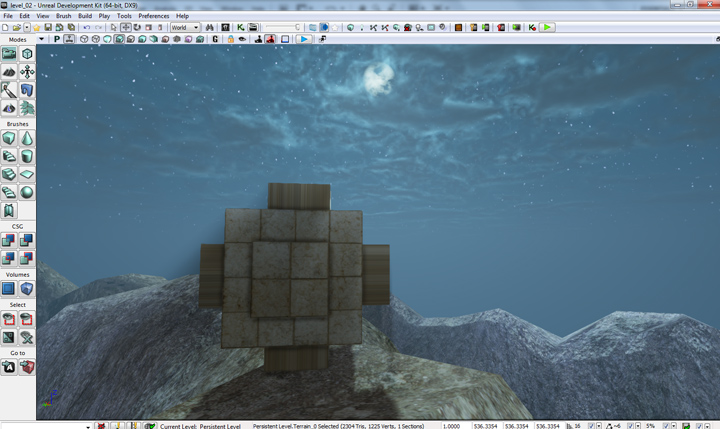 level_02 - Unreal Development Kit (64-bit, DX9)
File Edit View Brush Build Play Tools Preferences Help
World
Modes
P
G
Brushes
CSG
Volumes
Select
Go to
A
Current Level: Persistent Level
Persistent Level.Terrain_0 Selected (2304 Tris, 1225 Verts, 1 Sections)
1.0000
536.3354
536.3354
536.3354
16
~6
5%